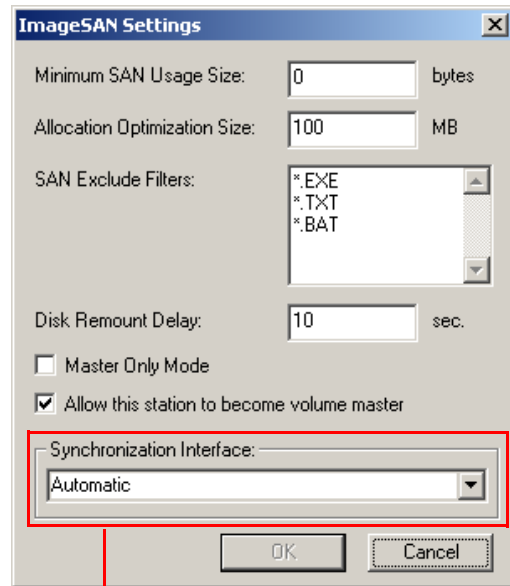 ImageSAN Settings
Minimum SAN Usage Size: 0 bytes
Allocation Optimization Size: 100 MB
SAN Exclude Filters: *.EXE
*.TXT
*.BAT
Disk Remount Delay: 10 sec.
Master Only Mode
Allow this station to become volume master
Synchronization Interface:
Automatic
OK Cancel